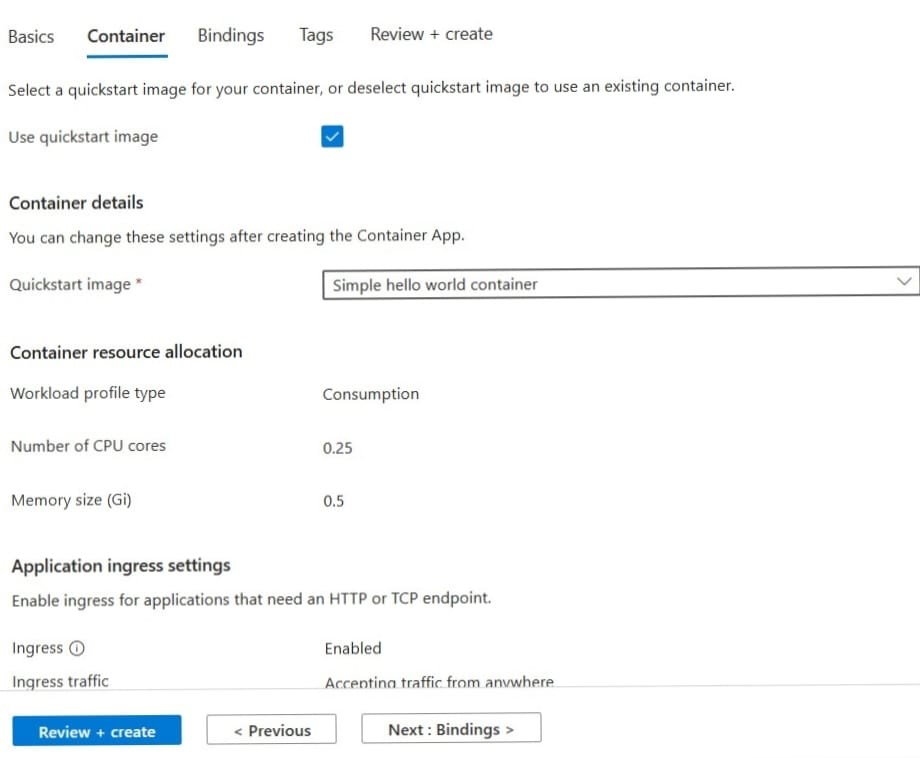 Basics Container Bindings Tags Review + create
Select a quickstart image for your container, or deselect quickstart image to use an existing container.
Use quickstart image
Container details
You can change these settings after creating the Container App.
Quickstart image * Simple hello world container
Container resource allocation
Workload profile type Consumption
Number of CPU cores 0.25
Memory size (Gi) 0.5
Application ingress settings
Enable ingress for applications that need an HTTP or TCP endpoint.
Ingress Enabled
Ingress traffic Accepting traffic from anywhere
Review + create < Previous Next : Bindings >